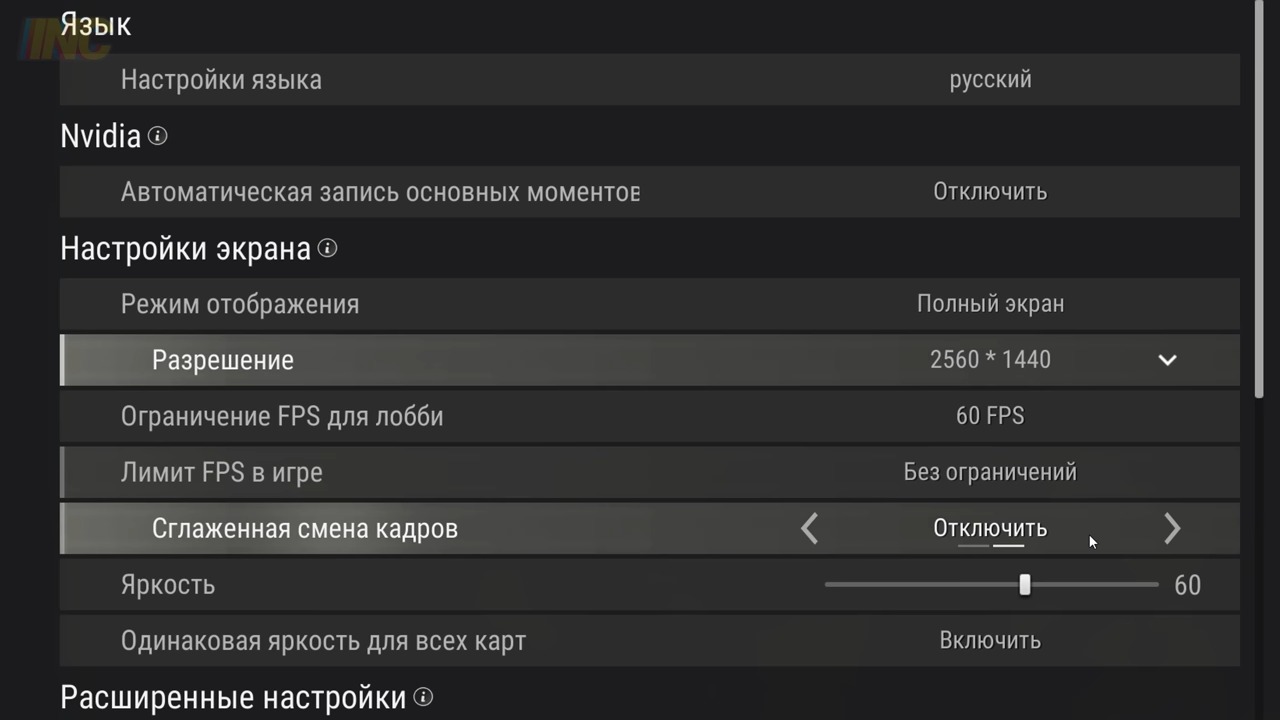 INC
Язык
Настройки языка русский
Nvidia
Автоматическая запись основных моментов Отключить
Настройки экрана
Режим отображения Полный экран
Разрешение 2560 * 1440
Ограничение FPS для лобби 60 FPS
Лимит FPS в игре Без ограничений
Сглаженная смена кадров Отключить
Яркость 60
Одинаковая яркость для всех карт Включить
Расширенные настройки